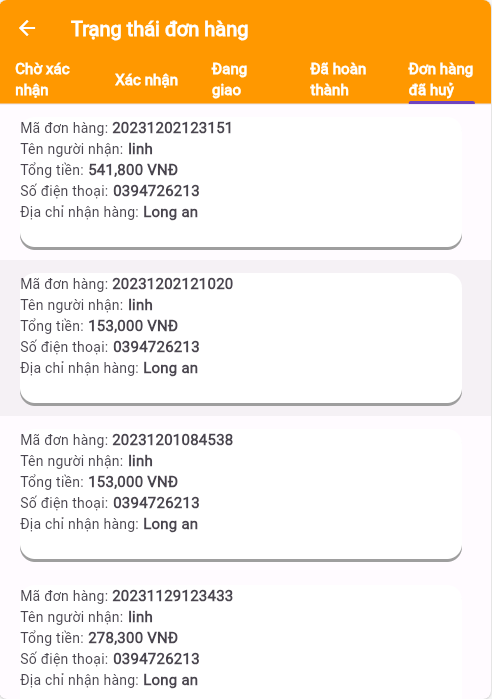 Trạng thái đơn hàng
Chờ xác
nhận
Xác nhận
Đang
giao
Đã hoàn
thành
Đơn hàng
đã huỷ
Mã đơn hàng: 20231202123151
Tên người nhận: linh
Tổng tiền: 541,800 VNĐ
Số điện thoại: 0394726213
Địa chỉ nhận hàng: Long an
Mã đơn hàng: 20231202121020
Tên người nhận: linh
Tổng tiền: 153,000 VNĐ
Số điện thoại: 0394726213
Địa chỉ nhận hàng: Long an
Mã đơn hàng: 20231201084538
Tên người nhận: linh
Tổng tiền: 153,000 VNĐ
Số điện thoại: 0394726213
Địa chỉ nhận hàng: Long an
Mã đơn hàng: 20231129123433
Tên người nhận: linh
Tổng tiền: 278,300 VNĐ
Số điện thoại: 0394726213
Địa chỉ nhận hàng: Long an